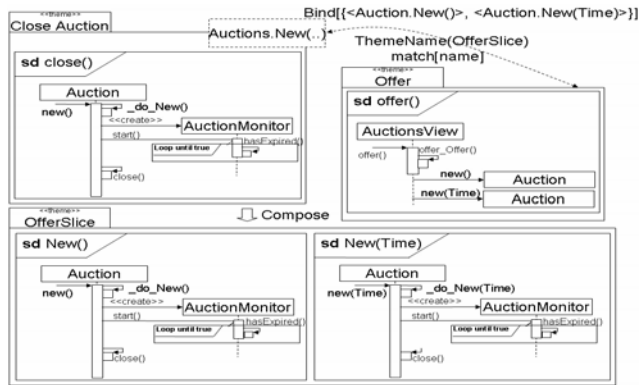 Bind[{<Auction.New()>, <Auction.New(Time)>}]
<<theme>>
Close Auction
Auctions.New(..)
ThemeName(OfferSlice)
match[name]
sd close()
Auction
new()
_do_New()
<<create>>
AuctionMonitor
start()
hasExpired()
Loop until true
close()
<<theme>>
Offer
sd offer()
AuctionsView
offer()
offer_Offer()
new()
Auction
new(Time)
Auction
Compose
<<theme>>
OfferSlice
sd New()
Auction
new()
_do_New()
<<create>>
AuctionMonitor
start()
hasExpired()
Loop until true
close()
sd New(Time)
Auction
new(Time)
_do_New(Time)
<<create>>
AuctionMonitor
start()
hasExpired()
Loop until true
close()